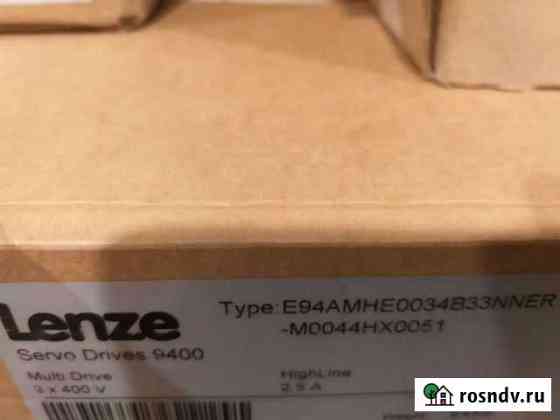 Type:E94AMHE0034B33NNER
-M0044HX0051
Lenze
Servo Drives 9400
Multi Drive
3 x 400 V
HighLine
2.5 A
rosndv.ru